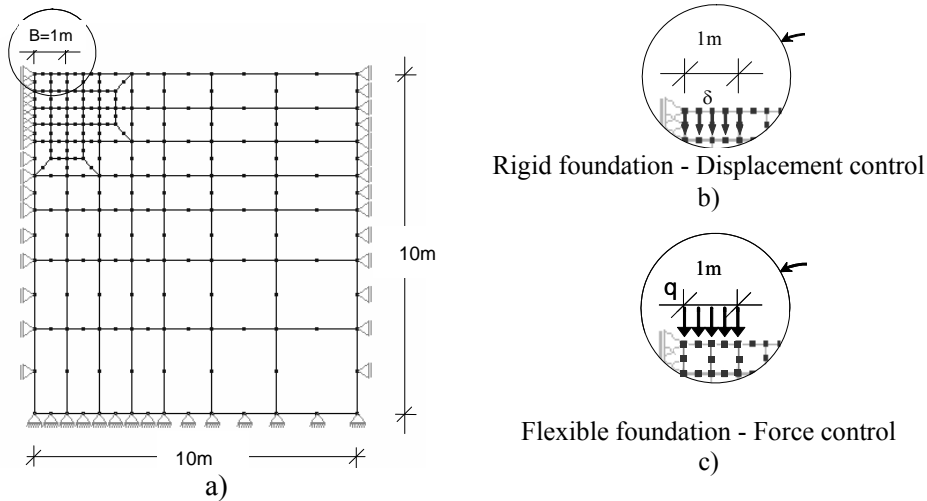 B=1m
10m
10m
a)
1m
δ
Rigid foundation - Displacement control
b)
1m
q
Flexible foundation - Force control
c)